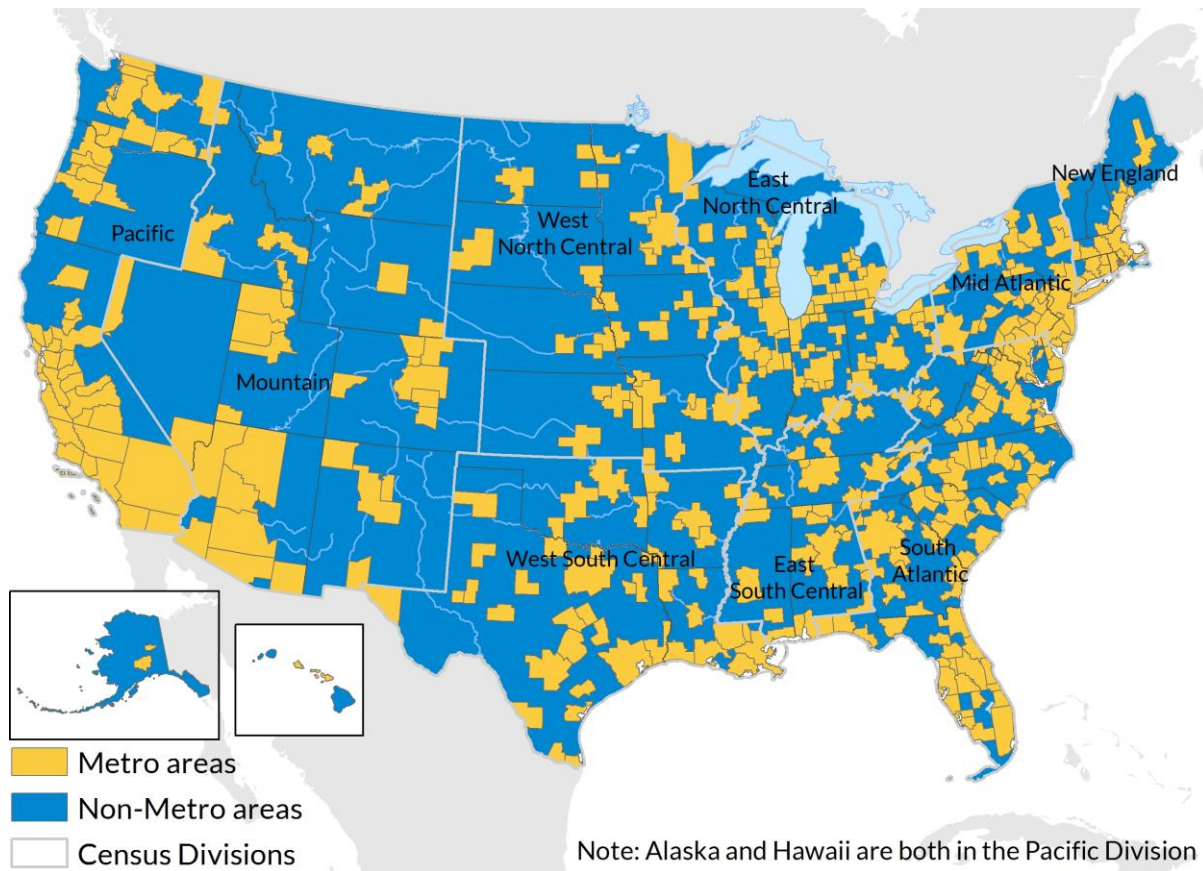 New England
East
North Central
Pacific
West
North Central
Mid Atlantic
Mountain
West South Central
East
South Central
South
Atlantic
Metro areas
Non-Metro areas
Census Divisions
Note: Alaska and Hawaii are both in the Pacific Division